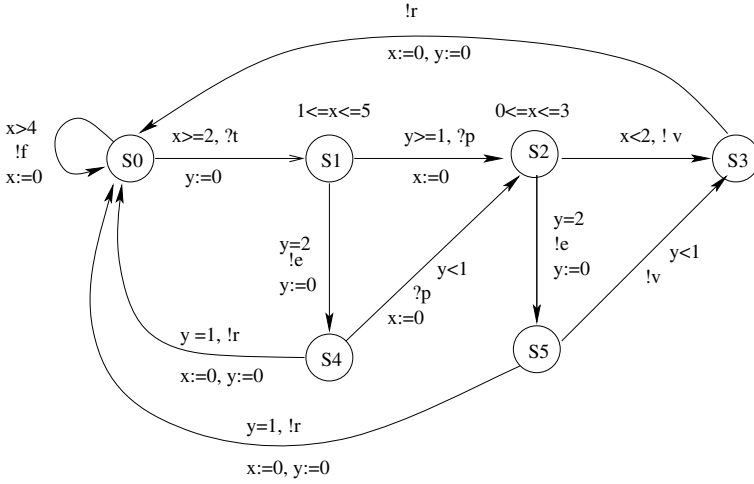 !r
x:=0, y:=0
x>4
!f
x:=0
S0
x>=2, ?t
y:=0
1<=x<=5
S1
y>=1, ?p
x:=0
0<=x<=3
S2
x<2, ! v
S3
y=2
!e
y:=0
y<1
?p
x:=0
y=2
!e
y:=0
y<1
!v
y =1, !r
x:=0, y:=0
S4
S5
y=1, !r
x:=0, y:=0